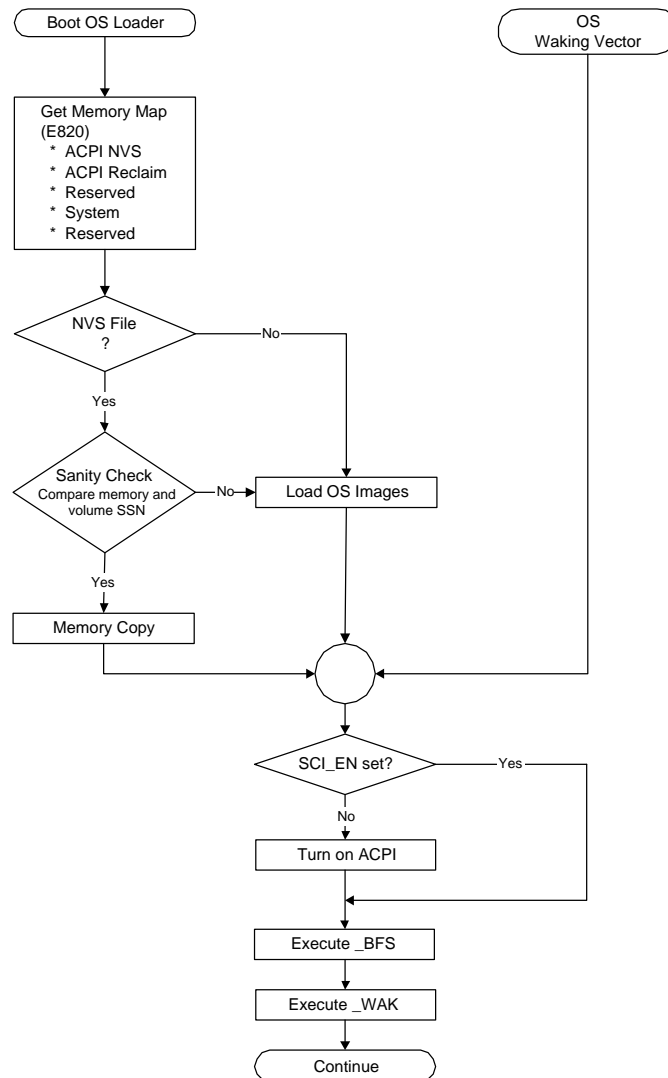 Boot OS Loader
OS
Waking Vector
Get Memory Map
(E820)
* ACPI NVS
* ACPI Reclaim
* Reserved
* System
* Reserved
NVS File
?
No
Yes
Sanity Check
Compare memory and
volume SSN
No
Load OS Images
Yes
Memory Copy
SCI_EN set?
Yes
No
Turn on ACPI
Execute _BFS
Execute _WAK
Continue